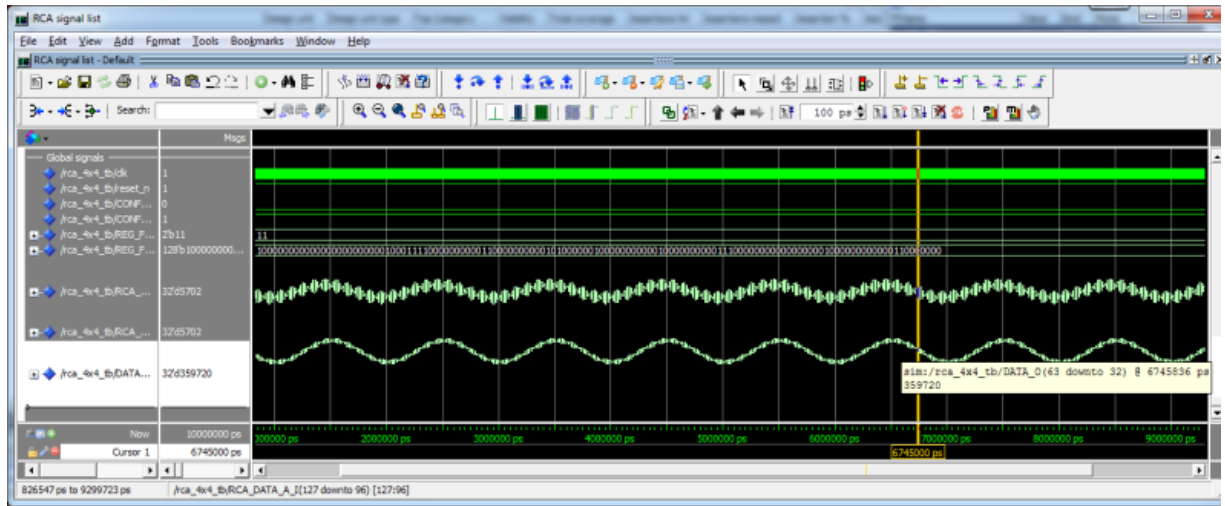 RCA signal list
File Edit View Add Format Tools Bookmarks Window Help
RCA signal list - Default
Search:
100 ps
Msgs
Global signals
/rca_4x4_tb/clk 1
/rca_4x4_tb/reset_n 1
/rca_4x4_tb/CONF... 0
/rca_4x4_tb/CONF... 1
/rca_4x4_tb/REG_F... 2'b11 11
/rca_4x4_tb/REG_F... 128'b100000000...
/rca_4x4_tb/RCA_... 32'd5702
/rca_4x4_tb/RCA_... 32'd5702
/rca_4x4_tb/DATA... 32'd359720
sim:/rca_4x4_tb/DATA_O(63 downto 32) @ 6745836 ps
359720
Now 10000000 ps 2000000 ps 3000000 ps 4000000 ps 5000000 ps 6000000 ps 7000000 ps 8000000 ps 9000000 ps
Cursor 1 6745000 ps 6745000 ps
826547 ps to 9299723 ps /rca_4x4_tb/RCA_DATA_A_I(127 downto 96) [127:96]